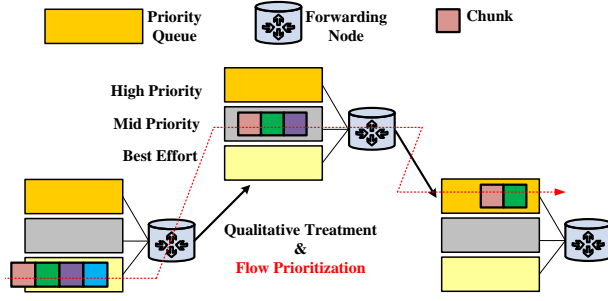 Priority
Queue
Forwarding
Node
Chunk
High Priority
Mid Priority
Best Effort
Qualitative Treatment
&
Flow Prioritization